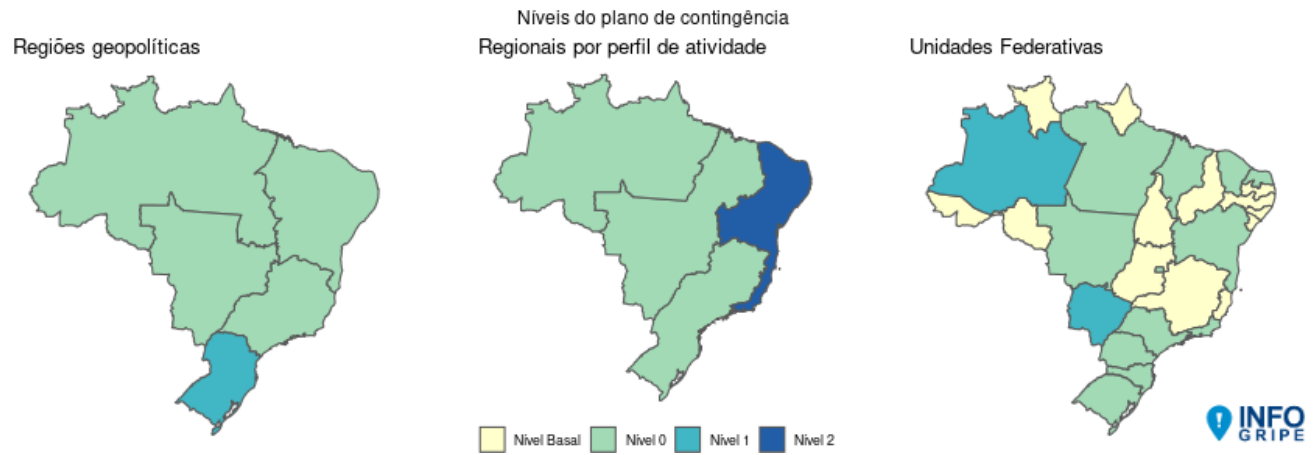 Níveis do plano de contingência
Regiões geopolíticas
Regionais por perfil de atividade
Unidades Federativas
Nível Basal
Nível 0
Nível 1
Nível 2
INFO
GRIPE